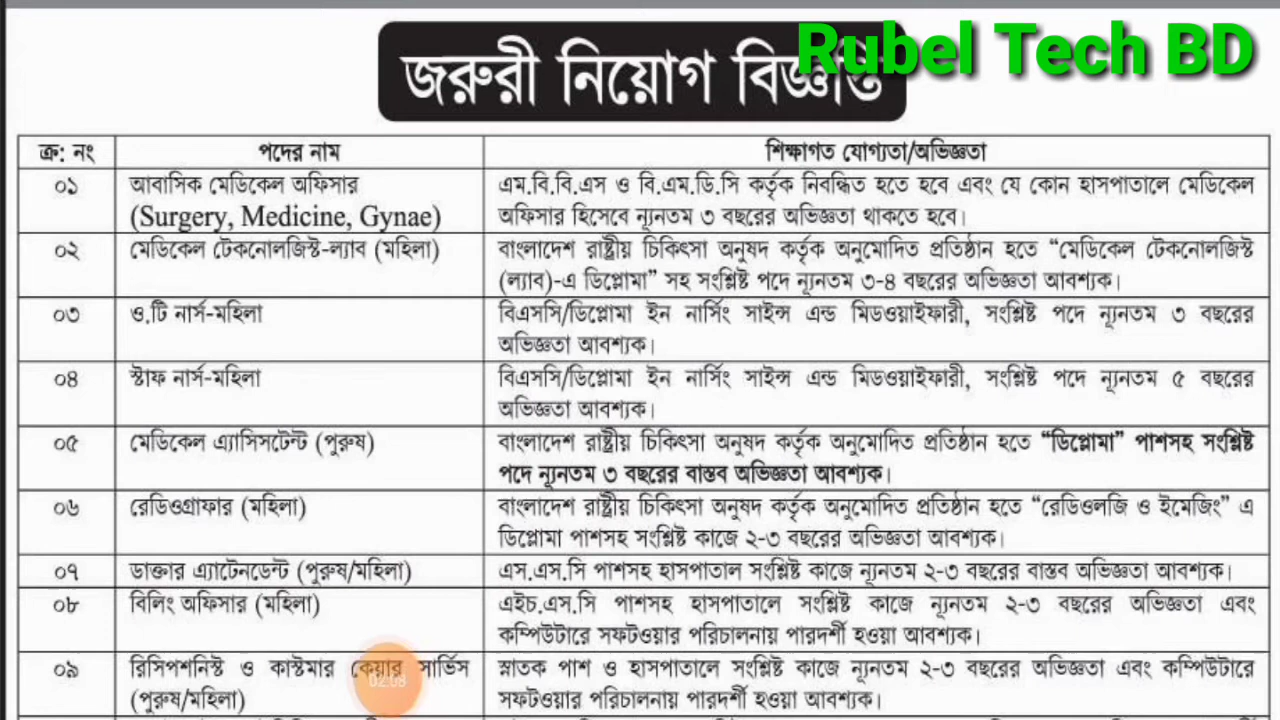 Rubel Tech BD
জরুরী নিয়োগ বিজ্ঞপ্তি
ক্র: নং পদের নাম শিক্ষাগত যোগ্যতা/অভিজ্ঞতা
০১ আবাসিক মেডিকেল অফিসার এম.বি.বি.এস ও বি.এম.ডি.সি কর্তৃক নিবন্ধিত হতে হবে এবং যে কোন হাসপাতালে মেডিকেল
(Surgery, Medicine, Gynae) অফিসার হিসেবে ন্যূনতম ৩ বছরের অভিজ্ঞতা থাকতে হবে।
০২ মেডিকেল টেকনোলজিস্ট-ল্যাব (মহিলা) বাংলাদেশ রাষ্ট্রীয় চিকিৎসা অনুষদ কর্তৃক অনুমোদিত প্রতিষ্ঠান হতে “মেডিকেল টেকনোলজিস্ট
(ল্যাব)-এ ডিপ্লোমা” সহ সংশ্লিষ্ট পদে ন্যূনতম ৩-৪ বছরের অভিজ্ঞতা আবশ্যক।
০৩ ও.টি নার্স-মহিলা বিএসসি/ডিপ্লোমা ইন নার্সিং সাইন্স এন্ড মিডওয়াইফারী, সংশ্লিষ্ট পদে ন্যূনতম ৩ বছরের
অভিজ্ঞতা আবশ্যক।
০৪ স্টাফ নার্স-মহিলা বিএসসি/ডিপ্লোমা ইন নার্সিং সাইন্স এন্ড মিডওয়াইফারী, সংশ্লিষ্ট পদে ন্যূনতম ৫ বছরের
অভিজ্ঞতা আবশ্যক।
০৫ মেডিকেল এ্যাসিসটেন্ট (পুরুষ) বাংলাদেশ রাষ্ট্রীয় চিকিৎসা অনুষদ কর্তৃক অনুমোদিত প্রতিষ্ঠান হতে “ডিপ্লোমা” পাশসহ সংশ্লিষ্ট
পদে ন্যূনতম ৩ বছরের বাস্তব অভিজ্ঞতা আবশ্যক।
০৬ রেডিওগ্রাফার (মহিলা) বাংলাদেশ রাষ্ট্রীয় চিকিৎসা অনুষদ কর্তৃক অনুমোদিত প্রতিষ্ঠান হতে “রেডিওলজি ও ইমেজিং” এ
ডিপ্লোমা পাশসহ সংশ্লিষ্ট কাজে ২-৩ বছরের অভিজ্ঞতা আবশ্যক।
০৭ ডাক্তার এ্যাটেনডেন্ট (পুরুষ/মহিলা) এস.এস.সি পাশসহ হাসপাতাল সংশ্লিষ্ট কাজে ন্যূনতম ২-৩ বছরের বাস্তব অভিজ্ঞতা আবশ্যক।
০৮ বিলিং অফিসার (মহিলা) এইচ.এস.সি পাশসহ হাসপাতালে সংশ্লিষ্ট কাজে ন্যূনতম ২-৩ বছরের অভিজ্ঞতা এবং
কম্পিউটারে সফটওয়ার পরিচালনায় পারদর্শী হওয়া আবশ্যক।
০৯ রিসিপশনিস্ট ও কাস্টমার কেয়ার সার্ভিস স্নাতক পাশ ও হাসপাতালে সংশ্লিষ্ট কাজে ন্যূনতম ২-৩ বছরের অভিজ্ঞতা এবং কম্পিউটারে
02:08
(পুরুষ/মহিলা) সফটওয়ার পরিচালনায় পারদর্শী হওয়া আবশ্যক।